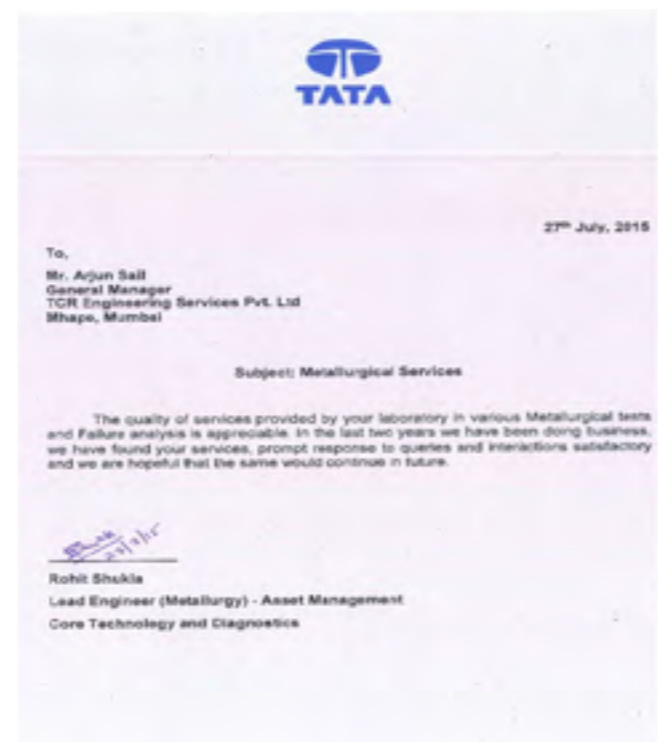 TATA
27th July, 2015
To,
Mr. Arjun Sail
General Manager
TCR Engineering Services Pvt. Ltd
Mhape, Mumbai
Subject: Metallurgical Services
The quality of services provided by your laboratory in various Metallurgical tests
and Failure analysis is appreciable. In the last two years we have been doing business,
we have found your services, prompt response to queries and interactions satisfactory
and we are hopeful that the same would continue in future.
Rohit Shukla
Lead Engineer (Metallurgy) - Asset Management
Core Technology and Diagnostics